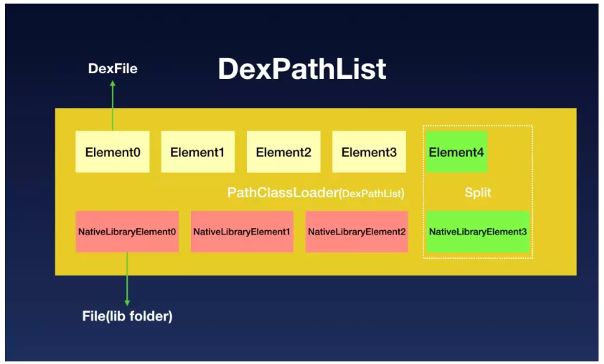 DexPathList
DexFile
Element0
Element1
Element2
Element3
Element4
PathClassLoader(DexPathList)
Split
NativeLibraryElement0
NativeLibraryElement1
NativeLibraryElement2
NativeLibraryElement3
File(lib folder)